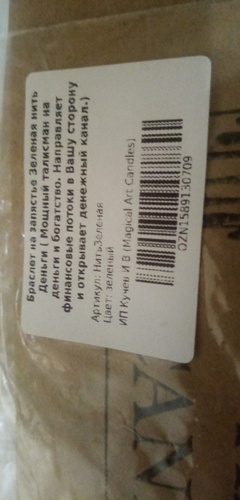 Браслет на запястье Зеленая нить
Деньги ( Мощный талисман на
деньги и богатство. Направляет
финансовые потоки в Вашу сторону
и открывает денежный канал.)
Артикул: НитьЗеленая
Цвет: зеленый
ИП Кучев И В (Magical Art Candles)
OZN1589130709